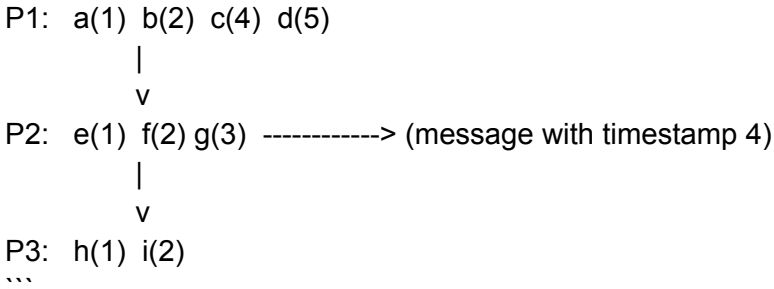 P1: a(1) b(2) c(4) d(5)
|
v
P2: e(1) f(2) g(3) ------------> (message with timestamp 4)
|
v
P3: h(1) i(2)
```